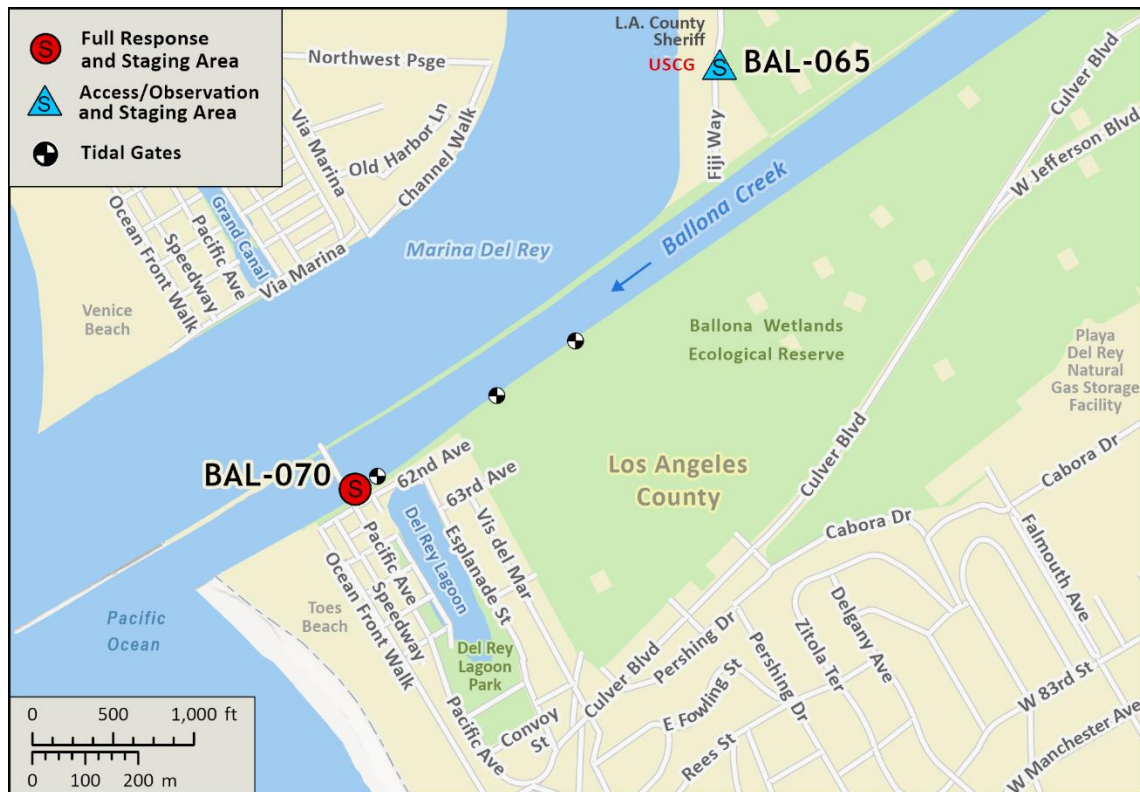 S
Full Response
and Staging Area
S
Access/Observation
and Staging Area
Tidal Gates
L.A. County
Sheriff
USCG
S
BAL-065
Northwest Psge
Via Marina
Old Harbor Ln
Channel Walk
Fiji Way
Culver Blvd
W Jefferson Blvd
Grand Canal
Pacific Ave
Speedway
Ocean Front Walk
Via Marina
Marina Del Rey
Ballona Creek
Venice
Beach
Ballona Wetlands
Ecological Reserve
Playa
Del Rey
Natural
Gas Storage
Facility
BAL-070
S
62nd Ave
63rd Ave
Vis del Mar
Los Angeles
County
Culver Blvd
Cabora Dr
Cabora Dr
Falmouth Ave
Del Rey Lagoon
Esplanade St
Pacific Ave
Speedway
Ocean Front Walk
Toes
Beach
Pacific
Ocean
Del Rey
Lagoon
Park
Pershing Dr
Culver Blvd
Pershing Dr
Zitola Ter
Delgany Ave
W 83rd St
E Fowling St
Rees St
W Manchester Ave
Convoy
St
Pacific Ave
0 500 1,000 ft
0 100 200 m